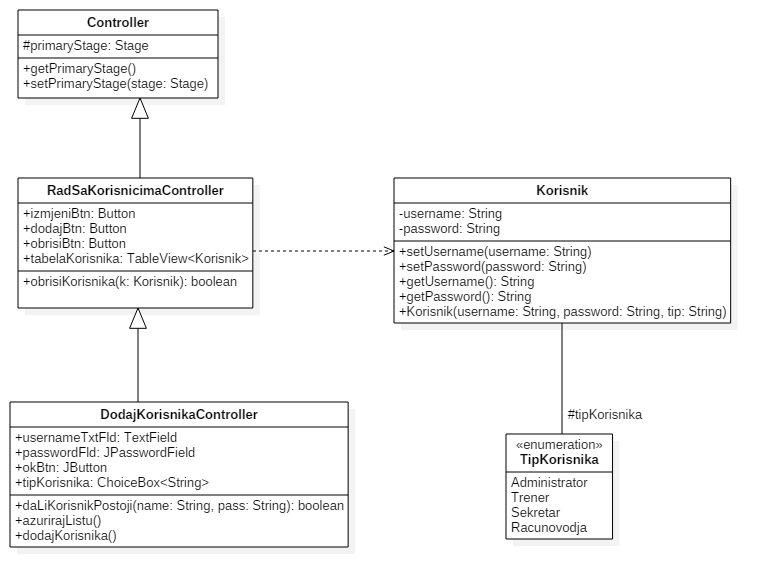 Controller
#primaryStage: Stage
+getPrimaryStage()
+setPrimaryStage(stage: Stage)
RadSaKorisnicimaController
+izmjeniBtn: Button
+dodajBtn: Button
+obrisiBtn: Button
+tabelaKorisnika: TableView<Korisnik>
+obrisiKorisnika(k: Korisnik): boolean
Korisnik
-username: String
-password: String
+setUsername(username: String)
+setPassword(password: String)
+getUsername(): String
+getPassword(): String
+Korisnik(username: String, password: String, tip: String)
DodajKorisnikaController
+usernameTxtFld: TextField
+passwordFld: JPasswordField
+okBtn: JButton
+tipKorisnika: ChoiceBox<String>
+daLiKorisnikPostoji(name: String, pass: String): boolean
+azurirajListu()
+dodajKorisnika()
#tipKorisnika
«enumeration»
TipKorisnika
Administrator
Trener
Sekretar
Racunovodja